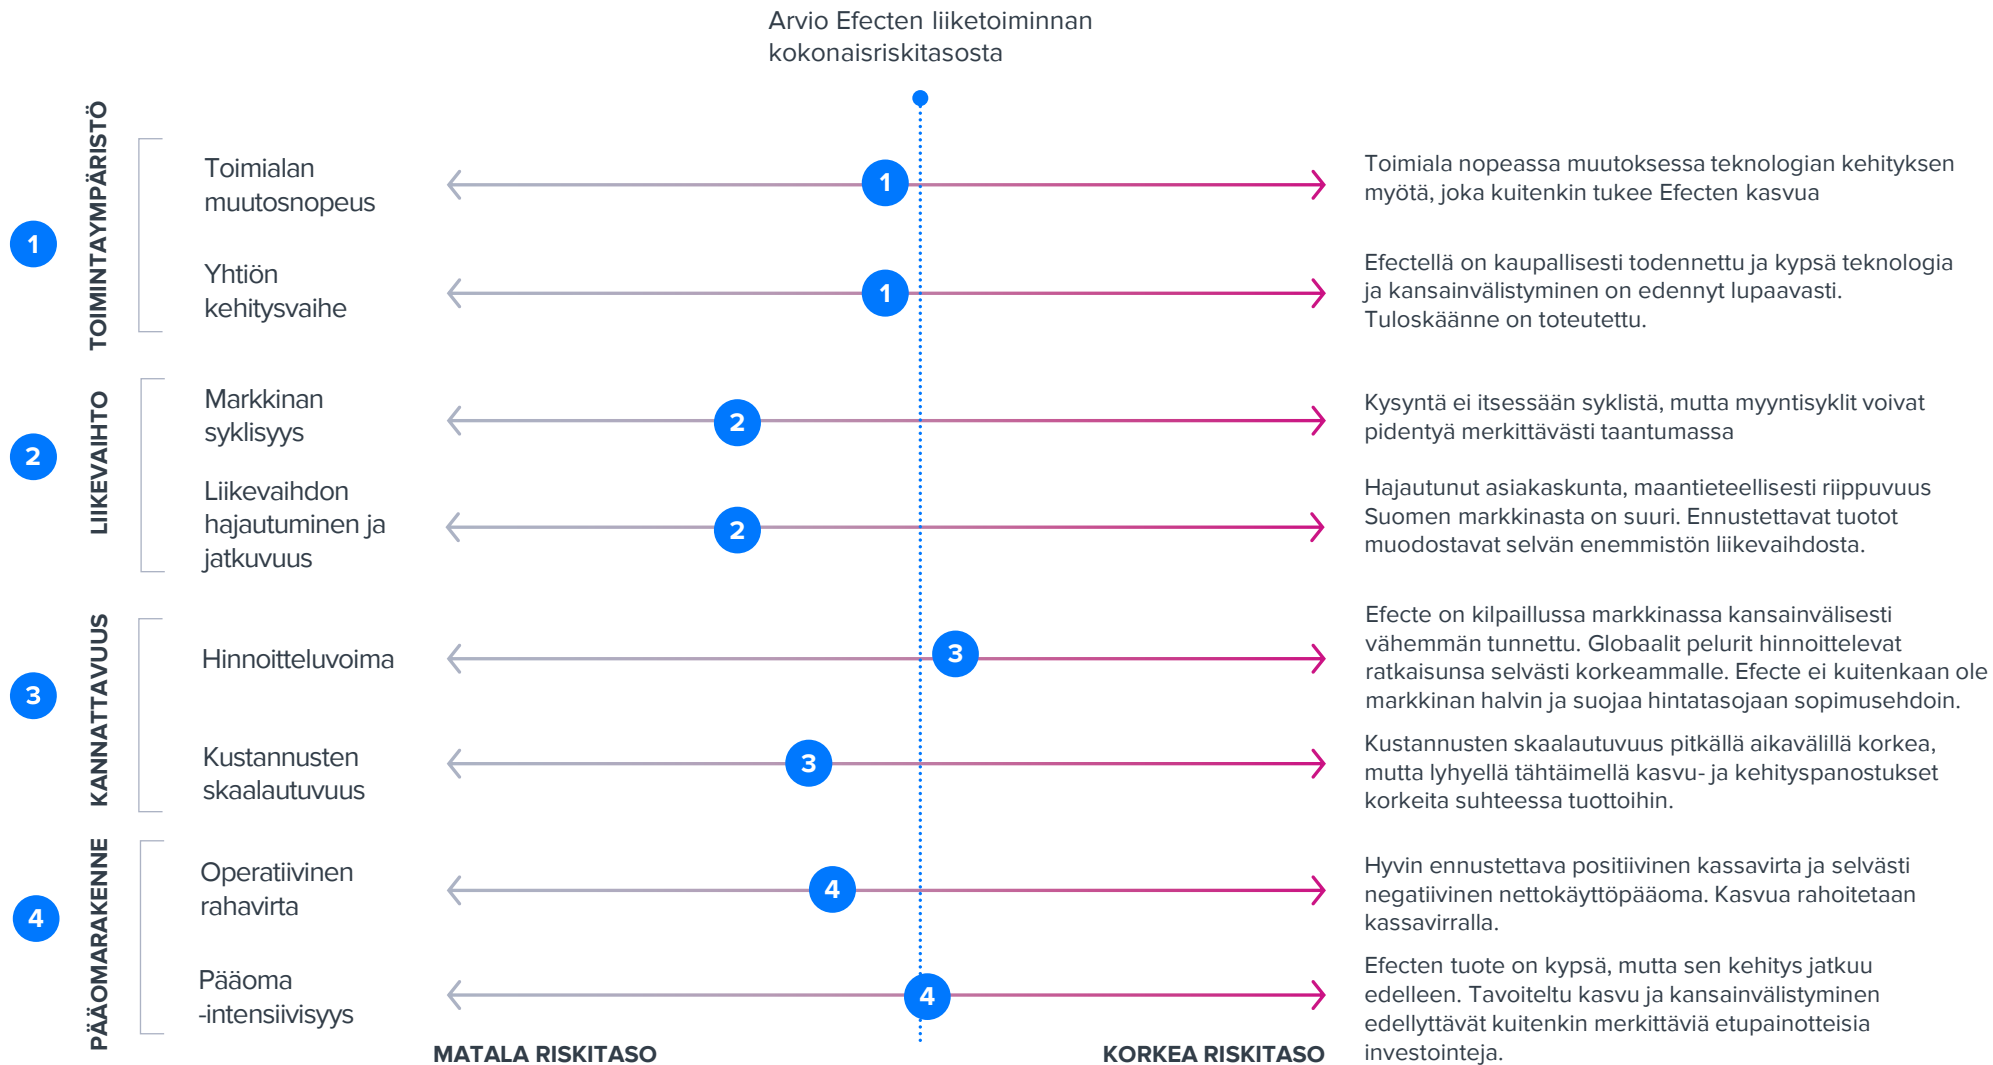 Arvio Efecten liiketoiminnan
kokonaisriskitasosta
1
TOIMINTAYMPÄRISTÖ
Toimialan
muutosnopeus
1
Toimiala nopeassa muutoksessa teknologian kehityksen
myötä, joka kuitenkin tukee Efecten kasvua
Yhtiön
kehitysvaihe
1
Efectellä on kaupallisesti todennettu ja kypsä teknologia
ja kansainvälistyminen on edennyt lupaavasti.
Tuloskäänne on toteutettu.
2
LIIKEVAIHTO
Markkinan
syklisyys
2
Kysyntä ei itsessään syklistä, mutta myyntisyklit voivat
pidentyä merkittävästi taantumassa
Liikevaihdon
hajautuminen ja
jatkuvuus
2
Hajautunut asiakaskunta, maantieteellisesti riippuvuus
Suomen markkinasta on suuri. Ennustettavat tuotot
muodostavat selvän enemmistön liikevaihdosta.
3
KANNATTAVUUS
Hinnoitteluvoima
3
Efecte on kilpaillussa markkinassa kansainvälisesti
vähemmän tunnettu. Globaalit pelurit hinnoittelevat
ratkaisunsa selvästi korkeammalle. Efecte ei kuitenkaan ole
markkinan halvin ja suojaa hintatasojaan sopimusehdoin.
Kustannusten
skaalautuvuus
3
Kustannusten skaalautuvuus pitkällä aikavälillä korkea,
mutta lyhyellä tähtäimellä kasvu- ja kehityspanostukset
korkeita suhteessa tuottoihin.
4
PÄÄOMARAKENNE
Operatiivinen
rahavirta
4
Hyvin ennustettava positiivinen kassavirta ja selvästi
negatiivinen nettokäyttöpääoma. Kasvua rahoitetaan
kassavirralla.
Pääoma
-intensiivisyys
4
Efecten tuote on kypsä, mutta sen kehitys jatkuu
edelleen. Tavoiteltu kasvu ja kansainvälistyminen
edellyttävät kuitenkin merkittäviä etupainotteisia
investointeja.
MATALA RISKITASO
KORKEA RISKITASO